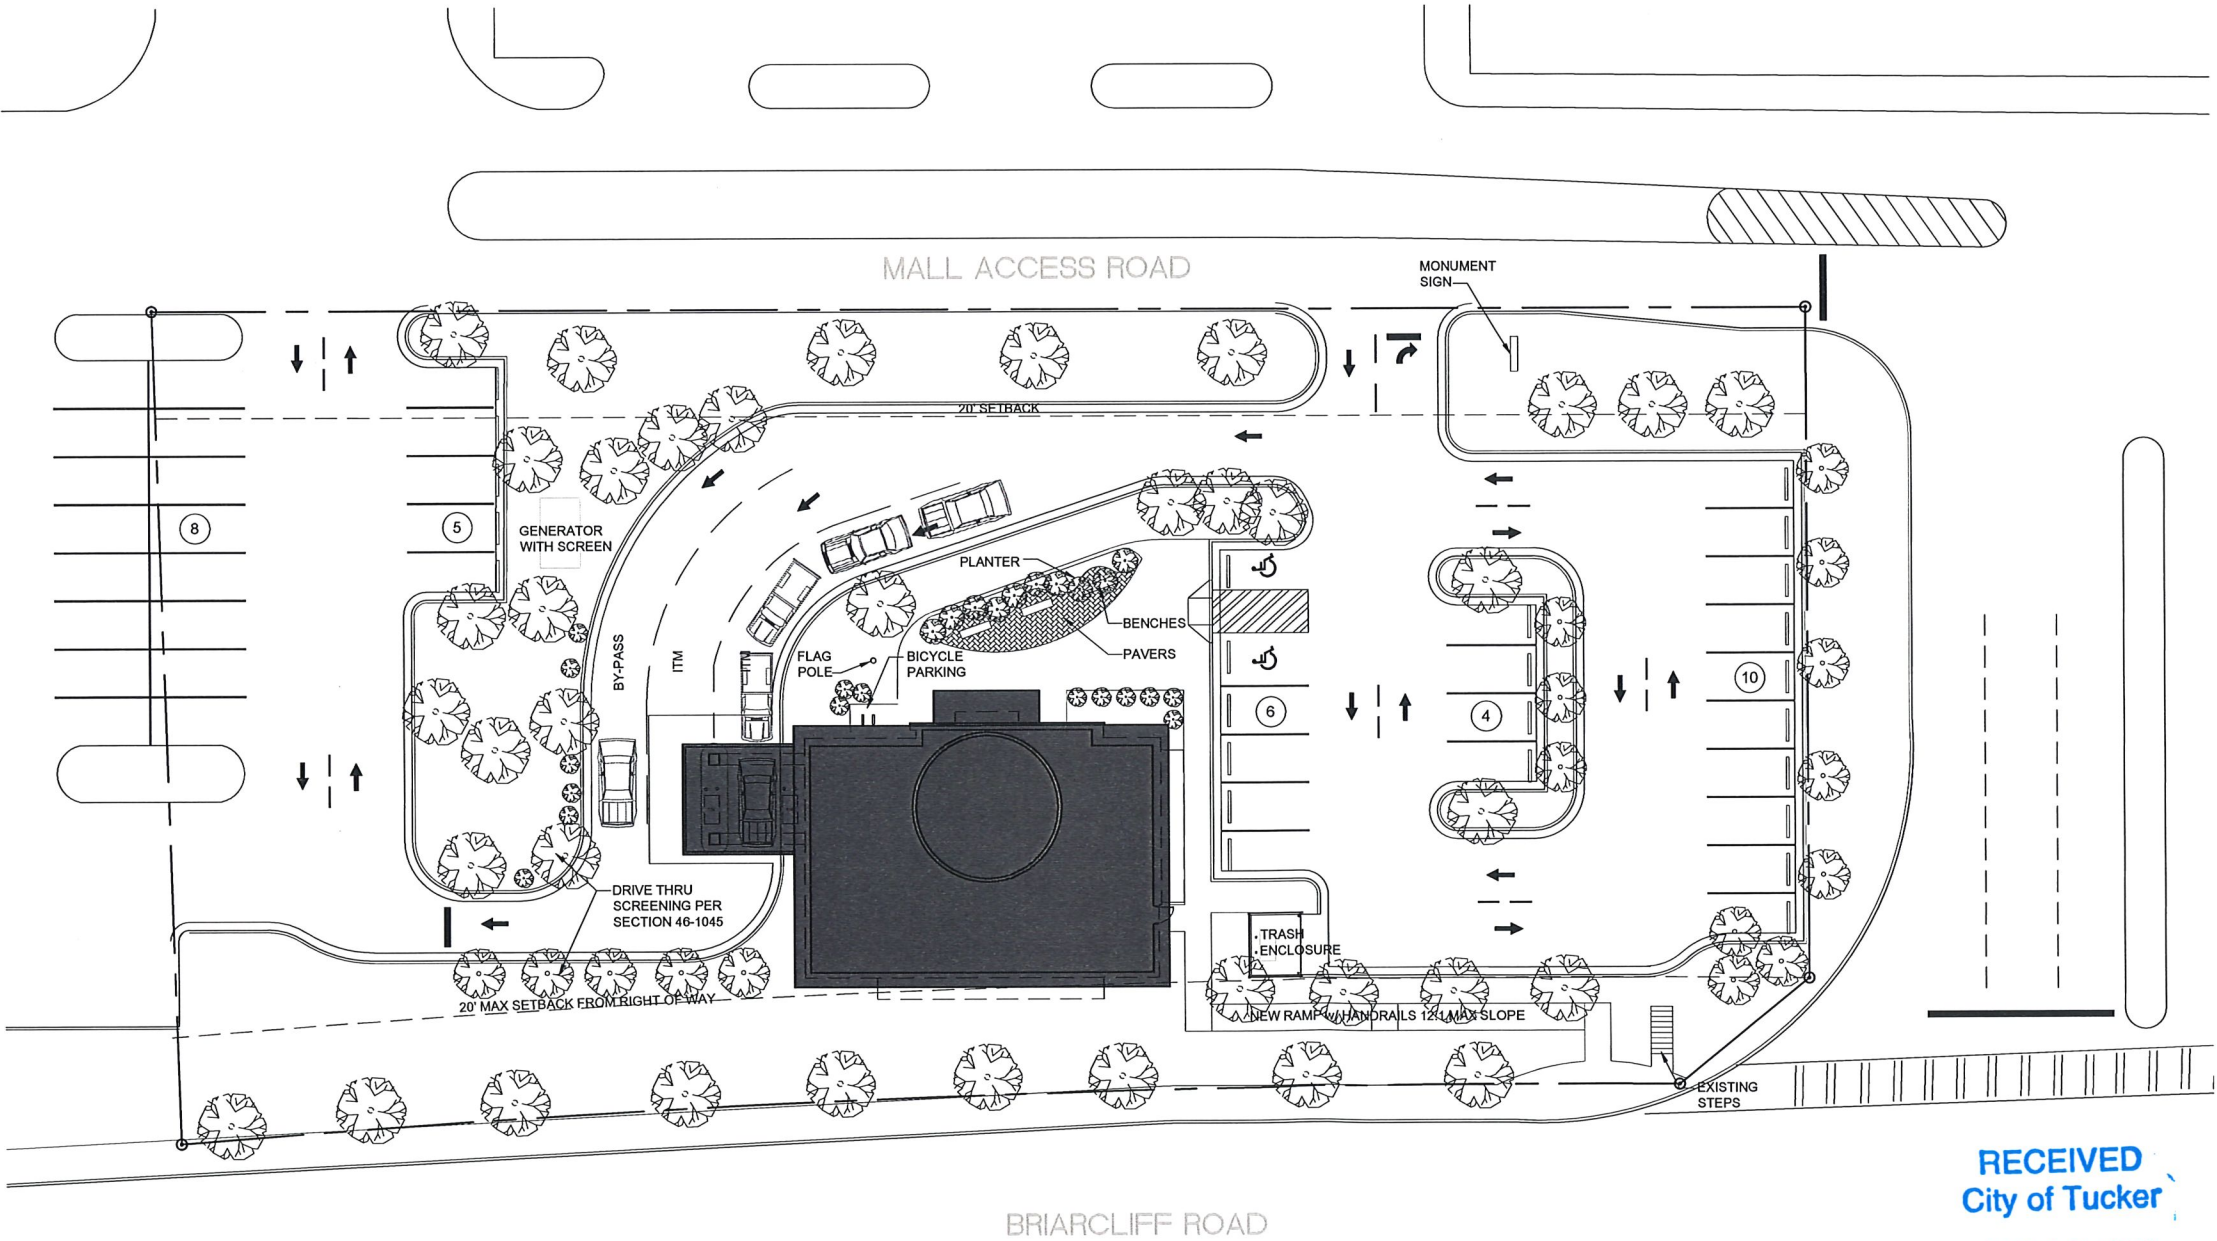 MALL ACCESS ROAD
MONUMENT
SIGN
20' SETBACK
8
5
GENERATOR
WITH SCREEN
PLANTER
BENCHES
PAVERS
BY-PASS
ITM
FLAG
POLE
BICYCLE
PARKING
6
4
10
DRIVE THRU
SCREENING PER
SECTION 46-1045
TRASH
ENCLOSURE
20' MAX SETBACK FROM RIGHT OF WAY
NEW RAMP w/ HANDRAILS 12:1 MAX SLOPE
EXISTING
STEPS
RECEIVED
City of Tucker
BRIARCLIFF ROAD